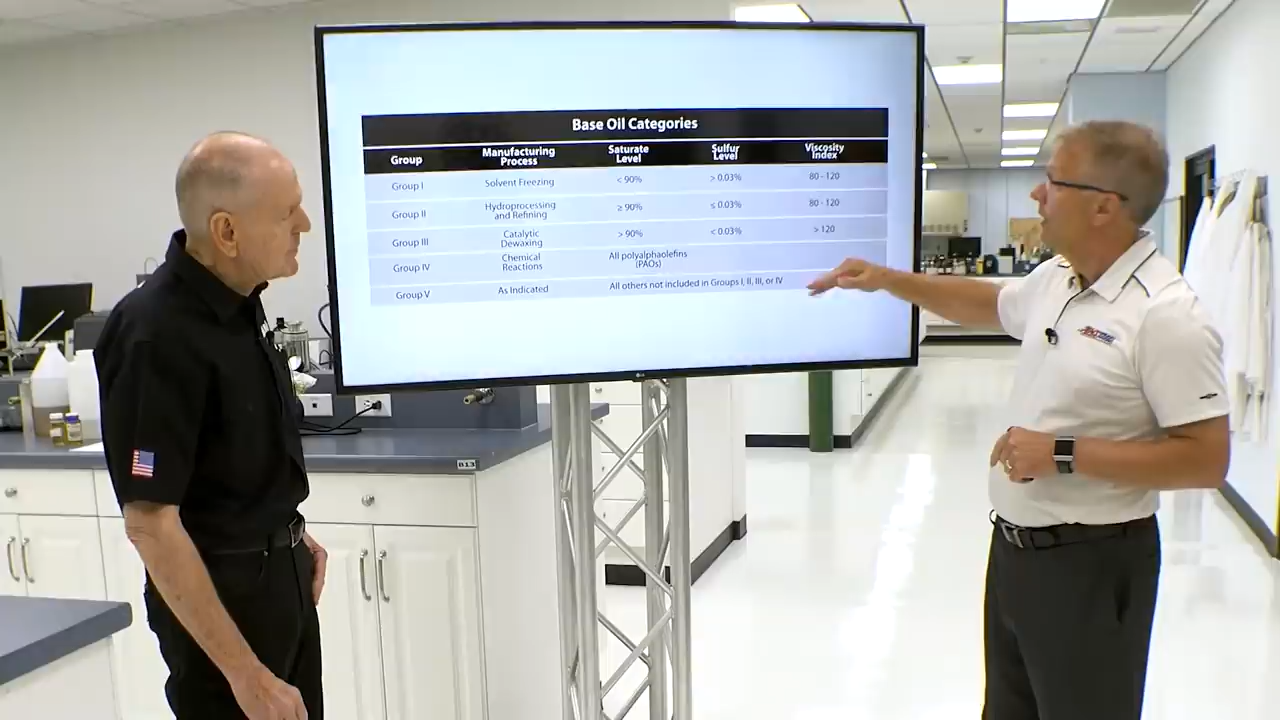 Base Oil Categories
Group Manufacturing Process Saturate Level Sulfur Level Viscosity Index
Group I Solvent Freezing < 90% > 0.03% 80 - 120
Group II Hydroprocessing and Refining ≥ 90% ≤ 0.03% 80 - 120
Group III Catalytic Dewaxing > 90% < 0.03% > 120
Group IV Chemical Reactions All polyalphaolefins (PAOs)
Group V As Indicated All others not included in Groups I, II, III, or IV
LG